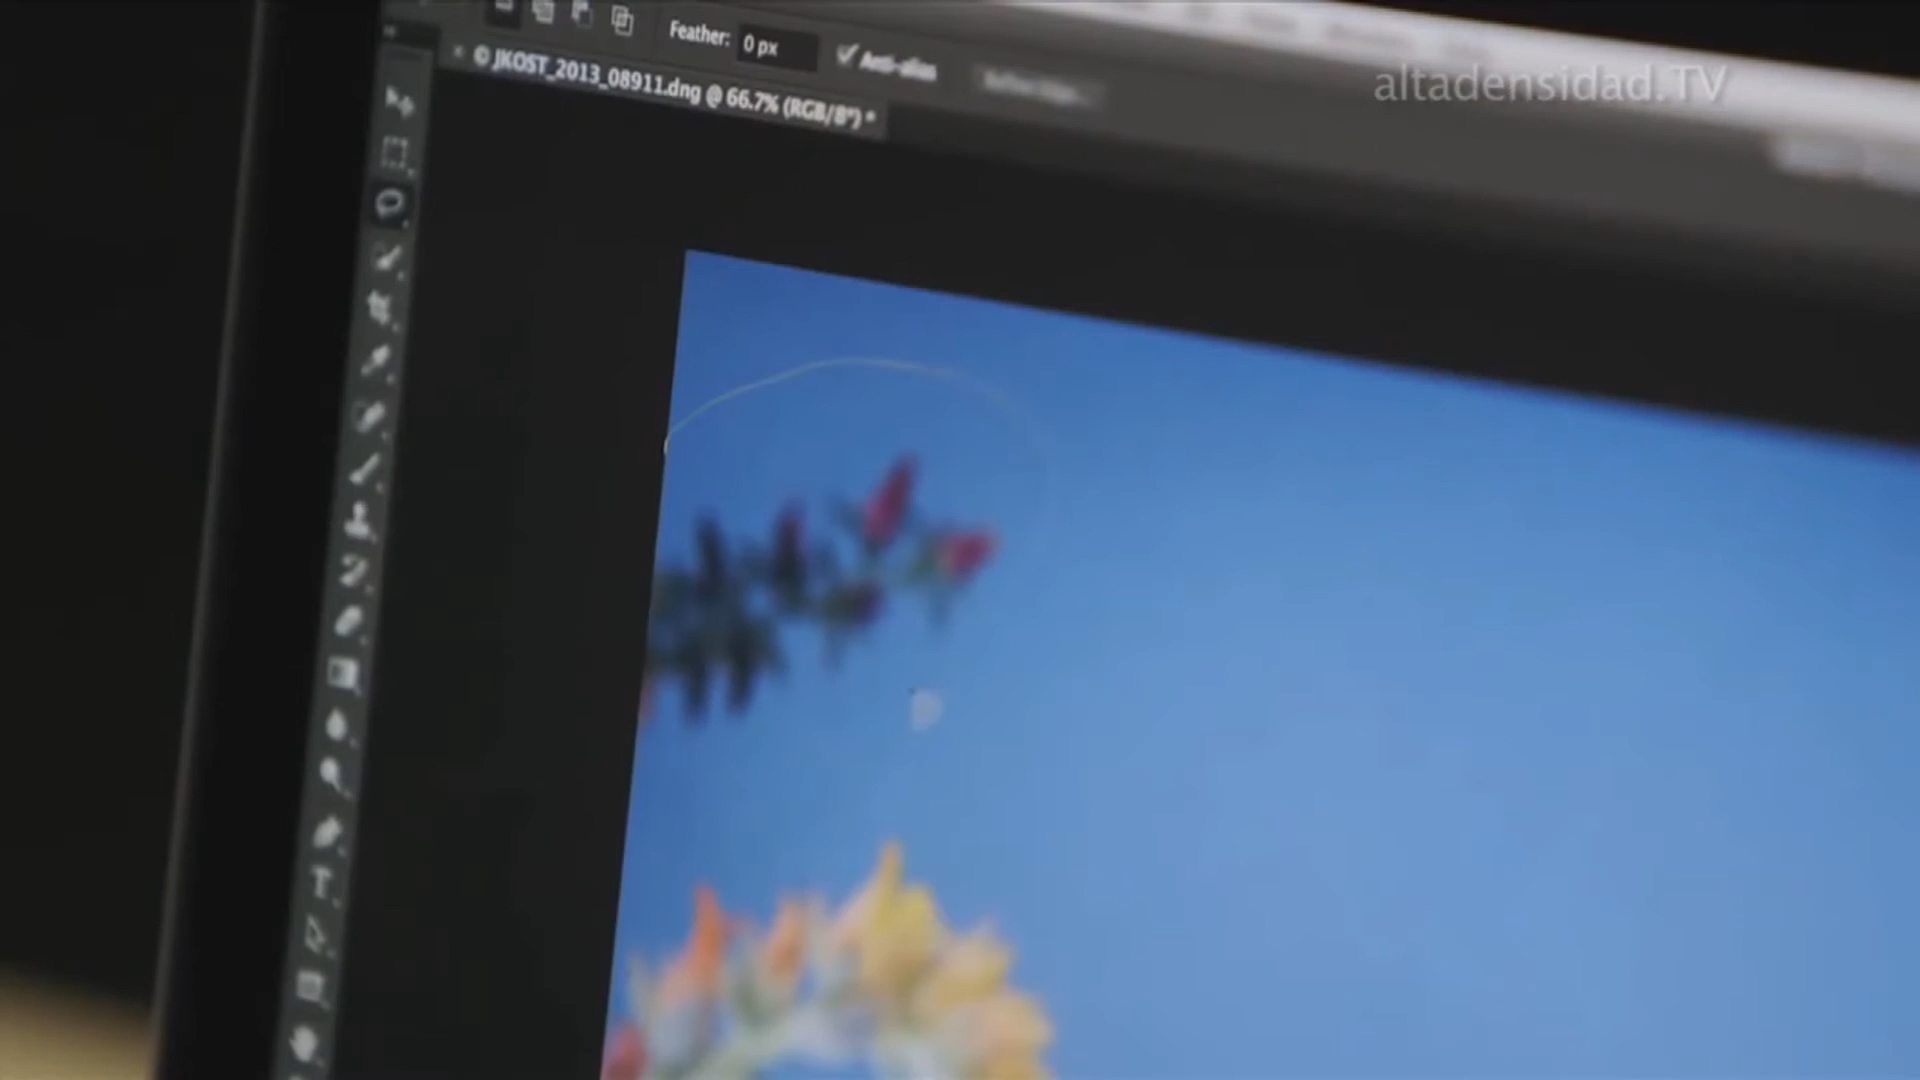 Feather: 0 px Anti-alias
© JKOST_2013_08911.dng @ 66.7% (RGB/8*) *
altadensidad.TV